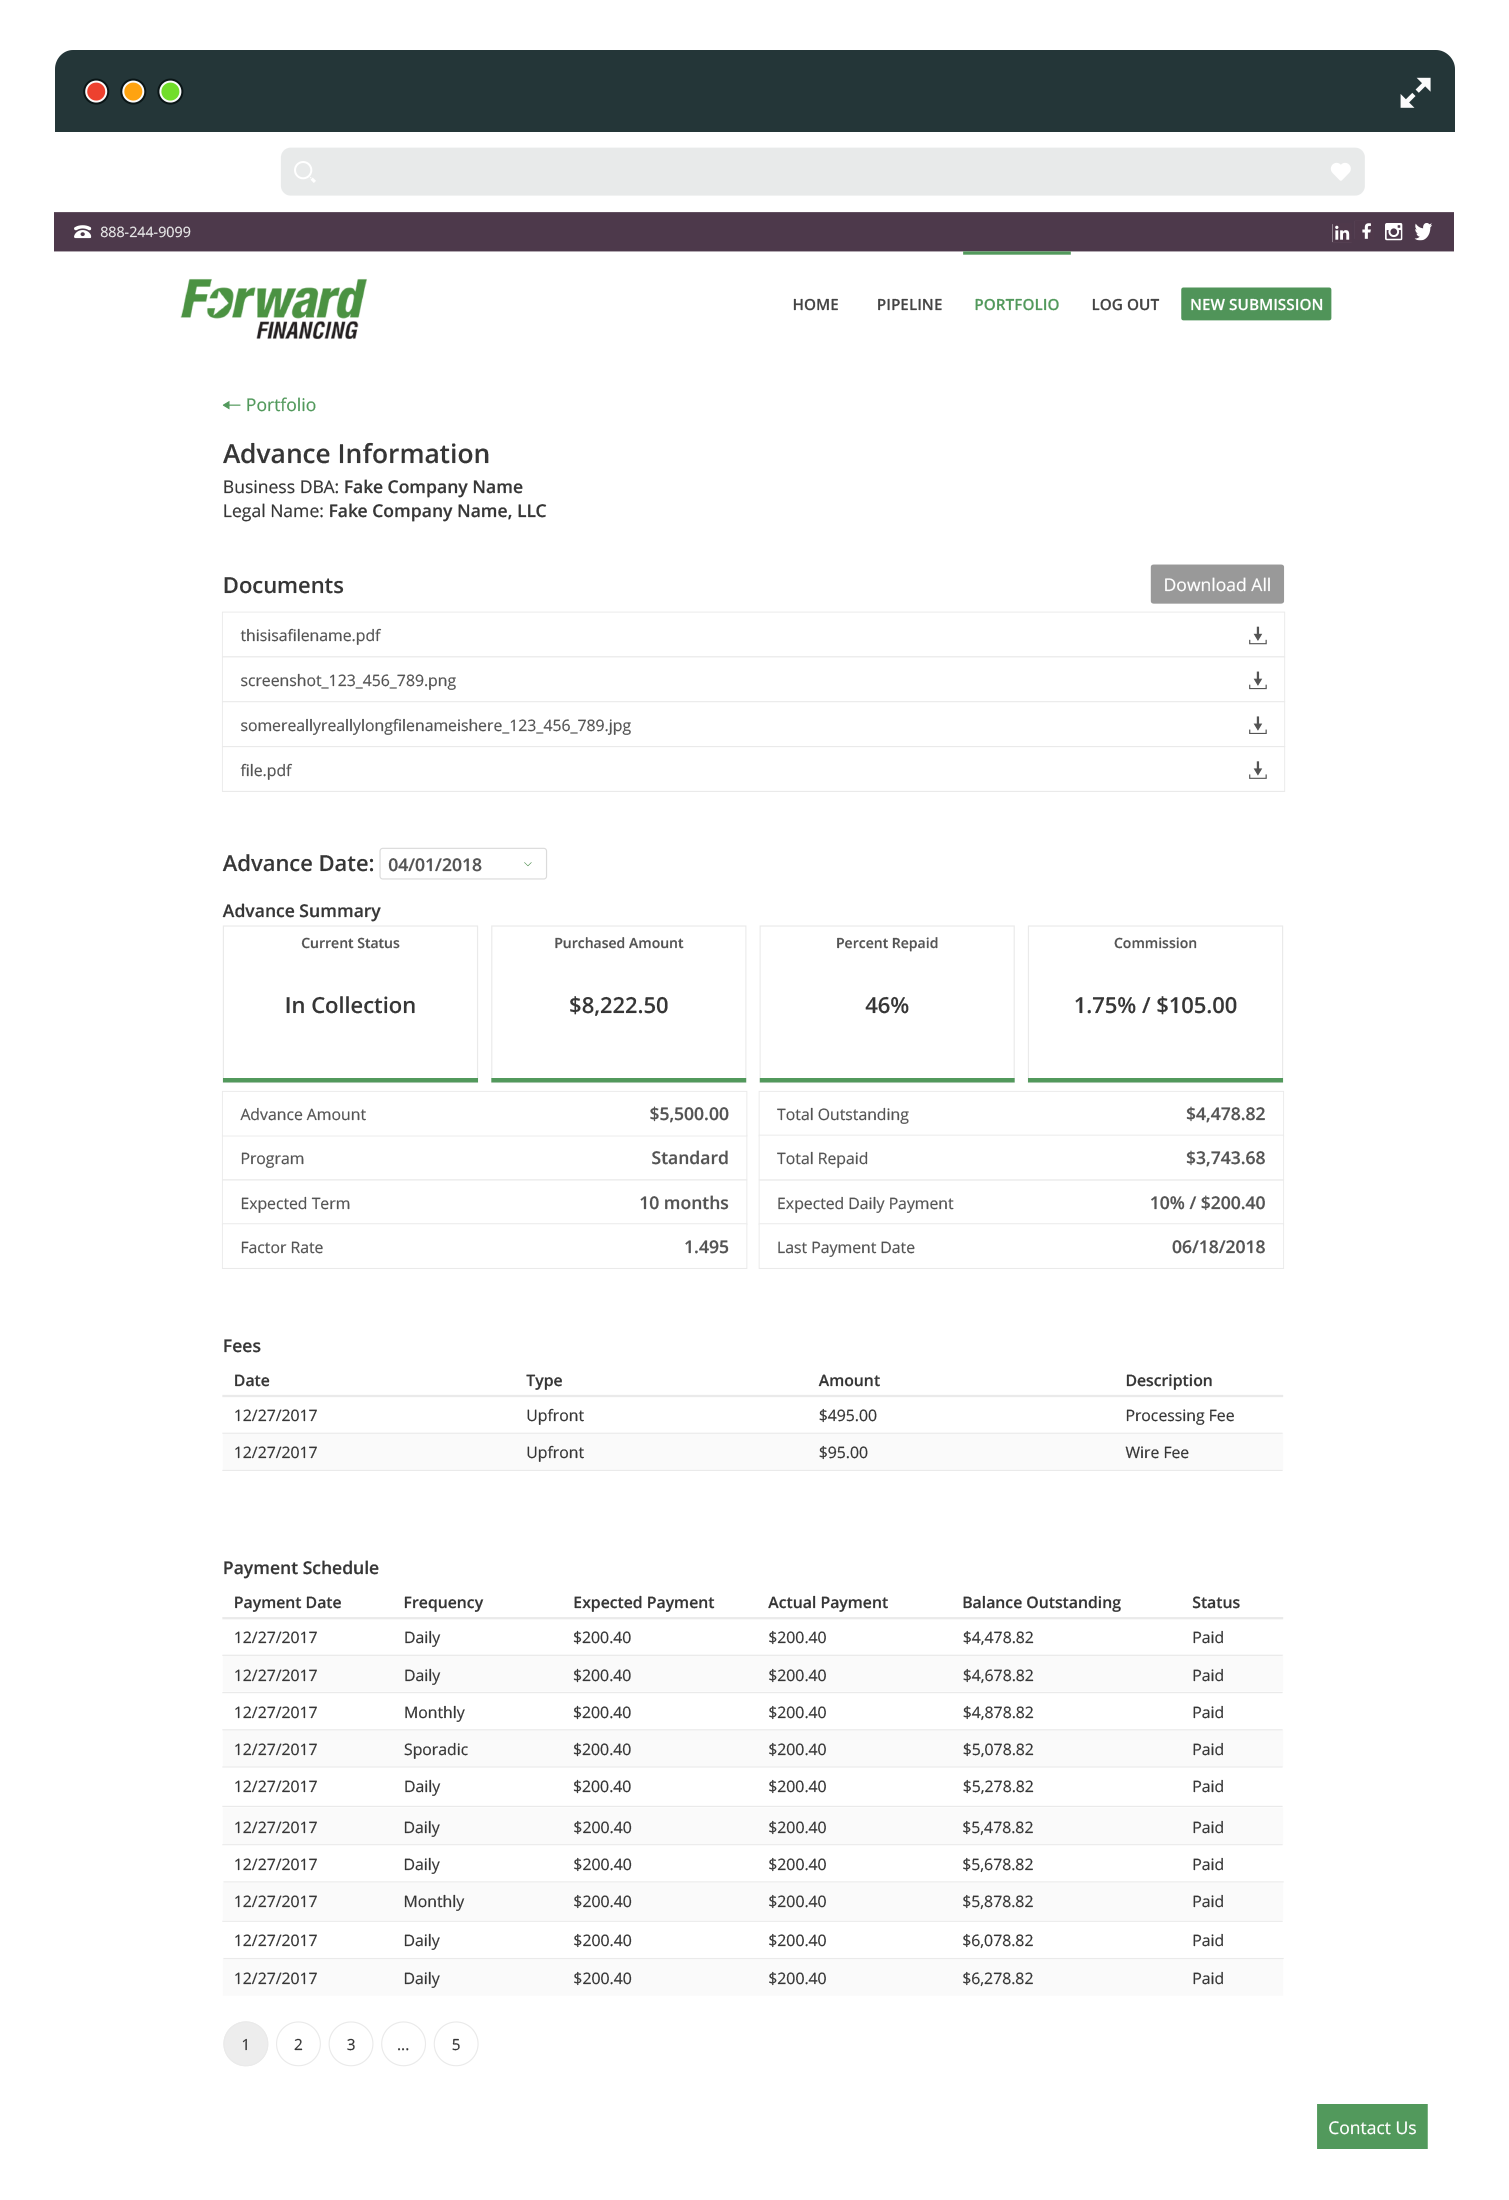 888-244-9099
Forward
FINANCING
HOME PIPELINE PORTFOLIO LOG OUT NEW SUBMISSION
Portfolio
Advance Information
Business DBA: Fake Company Name
Legal Name: Fake Company Name, LLC
Documents Download All
thisisafilename.pdf
screenshot_123_456_789.png
somereallyreallylongfilenameishere_123_456_789.jpg
file.pdf
Advance Date: 04/01/2018
Advance Summary
Current Status Purchased Amount Percent Repaid Commission
In Collection $8,222.50 46% 1.75% / $105.00
Advance Amount $5,500.00 Total Outstanding $4,478.82
Program Standard Total Repaid $3,743.68
Expected Term 10 months Expected Daily Payment 10% / $200.40
Factor Rate 1.495 Last Payment Date 06/18/2018
Fees
Date Type Amount Description
12/27/2017 Upfront $495.00 Processing Fee
12/27/2017 Upfront $95.00 Wire Fee
Payment Schedule
Payment Date Frequency Expected Payment Actual Payment Balance Outstanding Status
12/27/2017 Daily $200.40 $200.40 $4,478.82 Paid
12/27/2017 Daily $200.40 $200.40 $4,678.82 Paid
12/27/2017 Monthly $200.40 $200.40 $4,878.82 Paid
12/27/2017 Sporadic $200.40 $200.40 $5,078.82 Paid
12/27/2017 Daily $200.40 $200.40 $5,278.82 Paid
12/27/2017 Daily $200.40 $200.40 $5,478.82 Paid
12/27/2017 Daily $200.40 $200.40 $5,678.82 Paid
12/27/2017 Monthly $200.40 $200.40 $5,878.82 Paid
12/27/2017 Daily $200.40 $200.40 $6,078.82 Paid
12/27/2017 Daily $200.40 $200.40 $6,278.82 Paid
1 2 3 ... 5
Contact Us